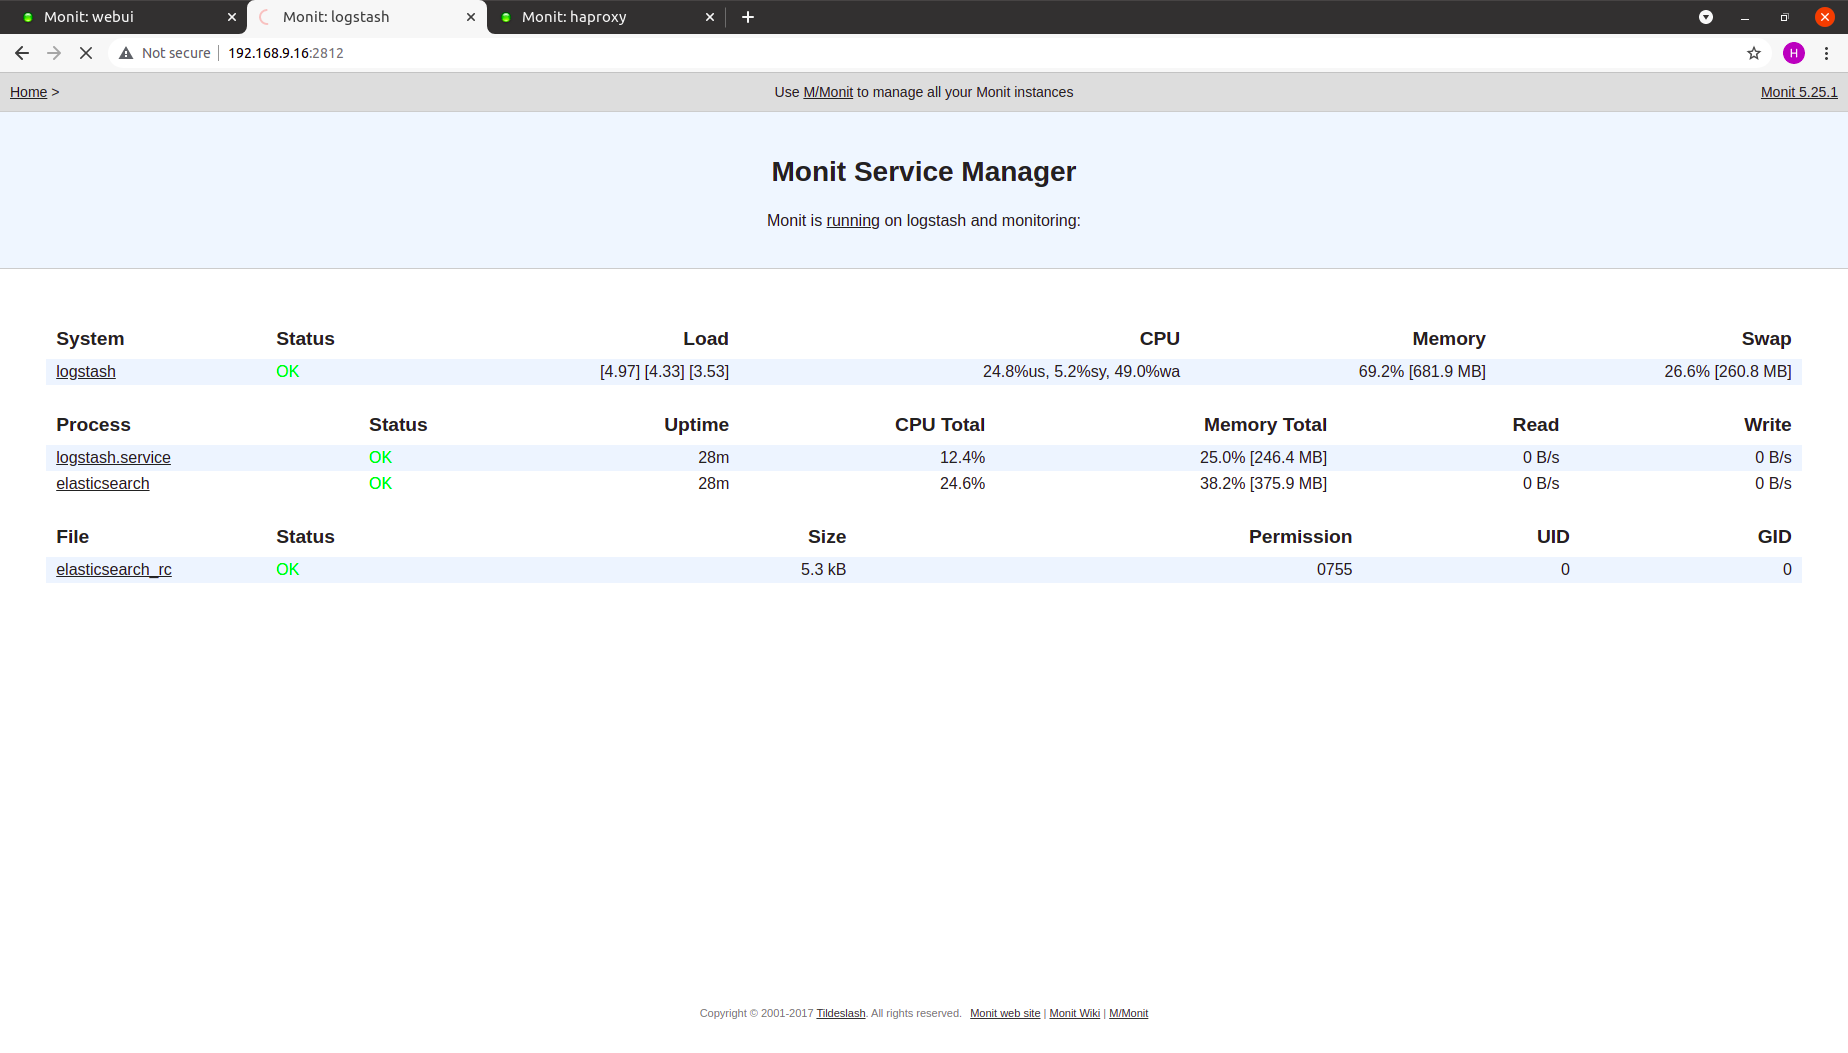 Monit: webui
Monit: logstash
Monit: haproxy
Not secure
192.168.9.16:2812
H
Home >
Use M/Monit to manage all your Monit instances
Monit 5.25.1
Monit Service Manager
Monit is running on logstash and monitoring:
System Status Load CPU Memory Swap
logstash OK [4.97] [4.33] [3.53] 24.8%us, 5.2%sy, 49.0%wa 69.2% [681.9 MB] 26.6% [260.8 MB]
Process Status Uptime CPU Total Memory Total Read Write
logstash.service OK 28m 12.4% 25.0% [246.4 MB] 0 B/s 0 B/s
elasticsearch OK 28m 24.6% 38.2% [375.9 MB] 0 B/s 0 B/s
File Status Size Permission UID GID
elasticsearch_rc OK 5.3 kB 0755 0 0
Copyright © 2001-2017 Tildeslash. All rights reserved. Monit web site | Monit Wiki | M/Monit